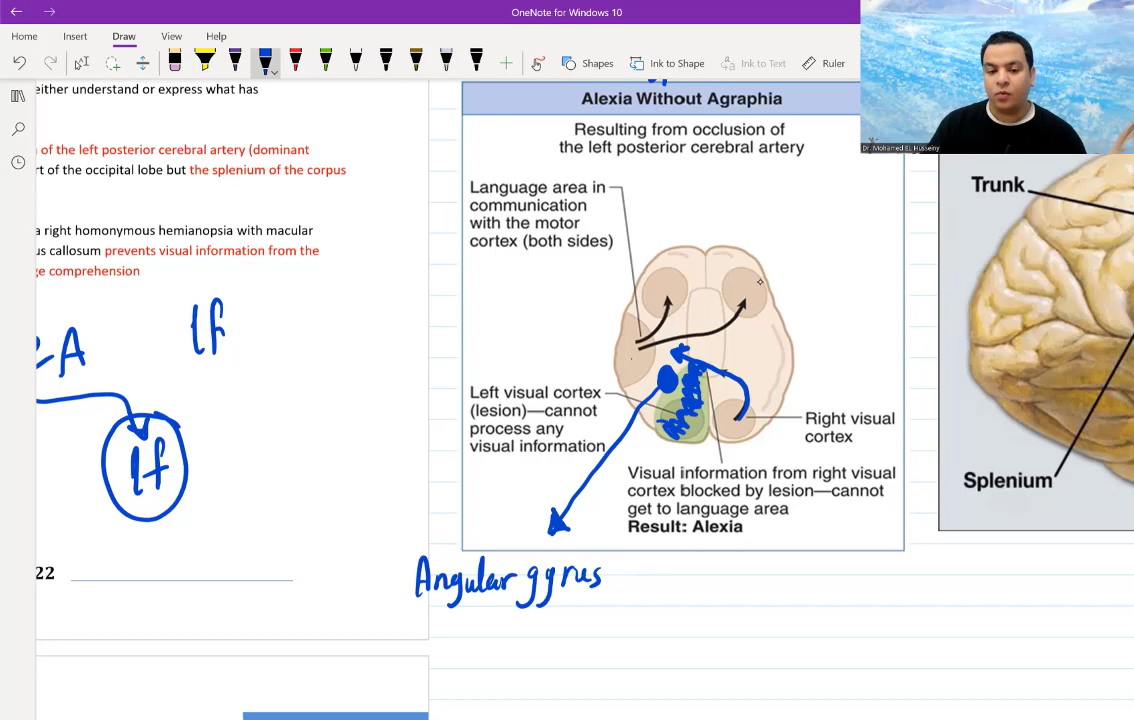 OneNote for Windows 10
Home Insert Draw View Help
Shapes Ink to Shape Ink to Text Ruler
either understand or express what has
of the left posterior cerebral artery (dominant
rt of the occipital lobe but the splenium of the corpus
a right homonymous hemianopsia with macular
us callosum prevents visual information from the
ge comprehension
A
lf
lf
22
Alexia Without Agraphia
Resulting from occlusion of
the left posterior cerebral artery
Language area in
communication
with the motor
cortex (both sides)
Left visual cortex
(lesion)—cannot
process any
visual information
Right visual
cortex
Visual information from right visual
cortex blocked by lesion—cannot
get to language area
Result: Alexia
Angular gyrus
Dr. Mohamed EL Husseiny
Trunk
Splenium